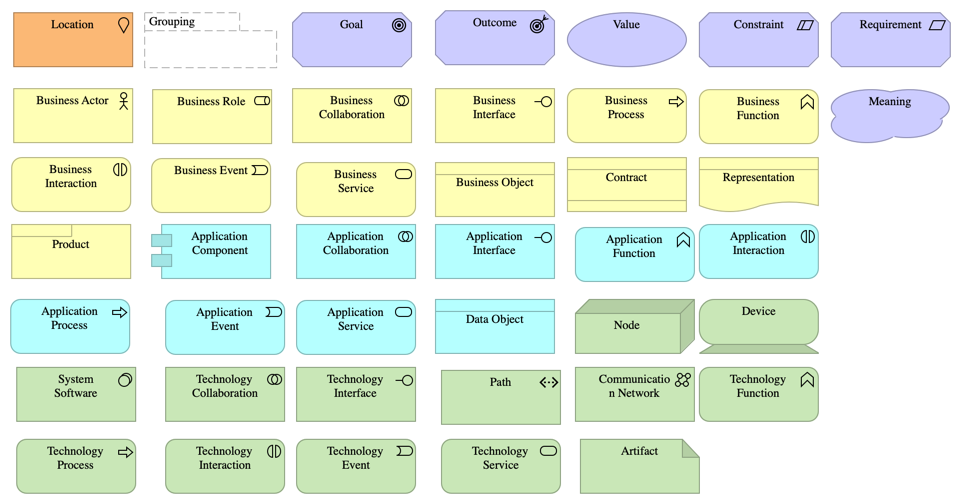 Location
Grouping
Goal
Outcome
Value
Constraint
Requirement
Business Actor
Business Role
Business
Collaboration
Business
Interface
Business
Process
Business
Function
Meaning
Business
Interaction
Business Event
Business
Service
Business Object
Contract
Representation
Product
Application
Component
Application
Collaboration
Application
Interface
Application
Function
Application
Interaction
Application
Process
Application
Event
Application
Service
Data Object
Node
Device
System
Software
Technology
Collaboration
Technology
Interface
Path
Communicatio
n Network
Technology
Function
Technology
Process
Technology
Interaction
Technology
Event
Technology
Service
Artifact